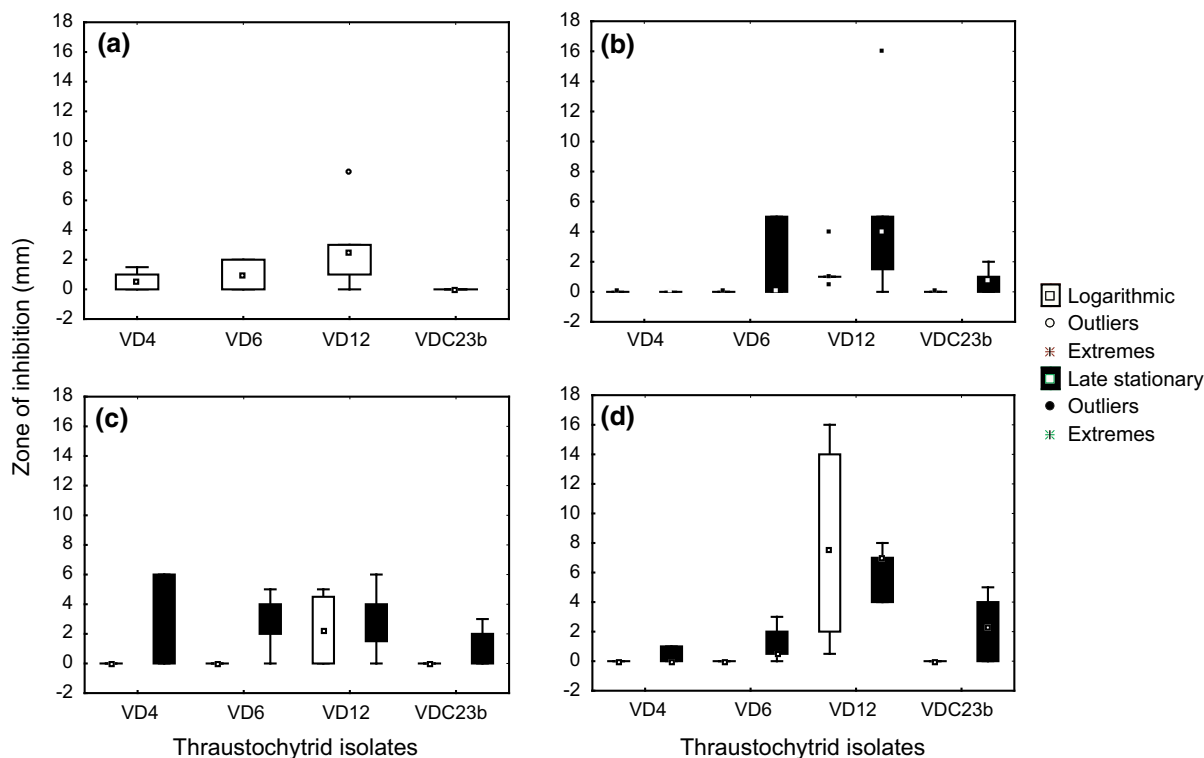 (a)
18
16
14
12
10
8
6
4
2
0
-2
VD4 VD6 VD12 VDC23b
(b)
18
16
14
12
10
8
6
4
2
0
-2
VD4 VD6 VD12 VDC23b
Zone of inhibition (mm)
(c)
18
16
14
12
10
8
6
4
2
0
-2
VD4 VD6 VD12 VDC23b
Thraustochytrid isolates
(d)
18
16
14
12
10
8
6
4
2
0
-2
VD4 VD6 VD12 VDC23b
Thraustochytrid isolates
Logarithmic
Outliers
Extremes
Late stationary
Outliers
Extremes